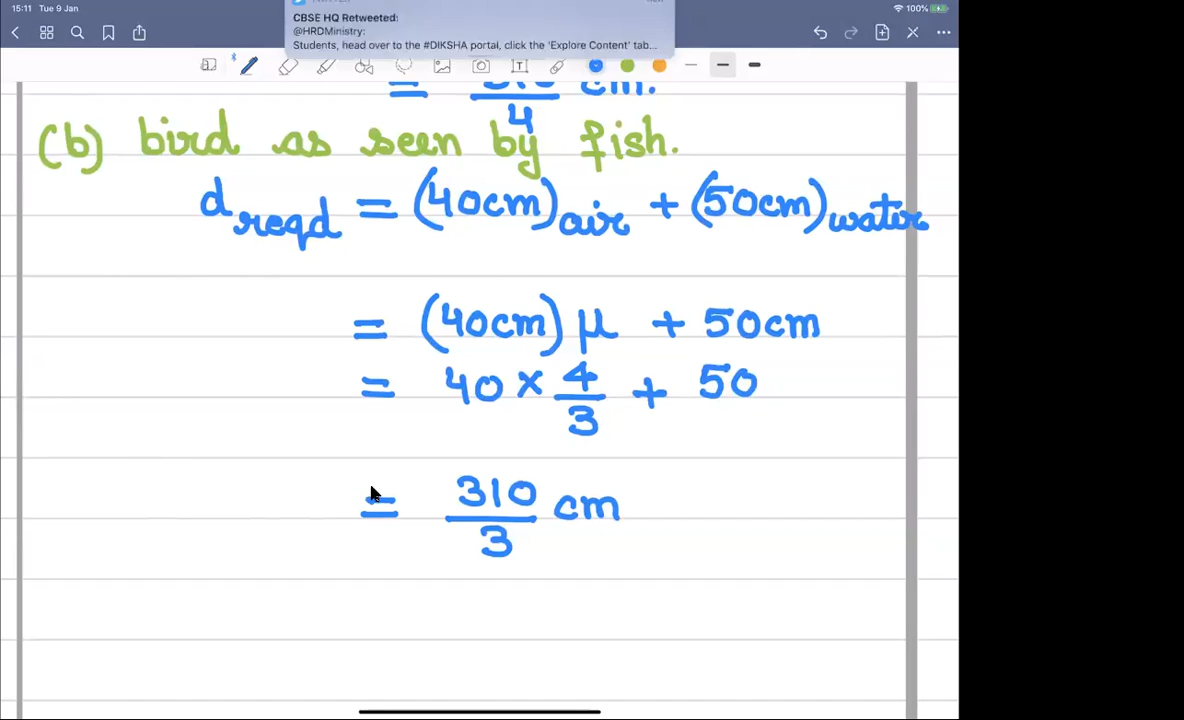 15:11 Tue 9 Jan
100%
CBSE HQ Retweeted:
@HRDMinistry:
Students, head over to the #DIKSHA portal, click the 'Explore Content' tab...
= 310/4 cm.
(b) bird as seen by fish.
d reqd = (40cm) air + (50cm) water
= (40cm) μ + 50cm
= 40 × 4/3 + 50
= 310/3 cm